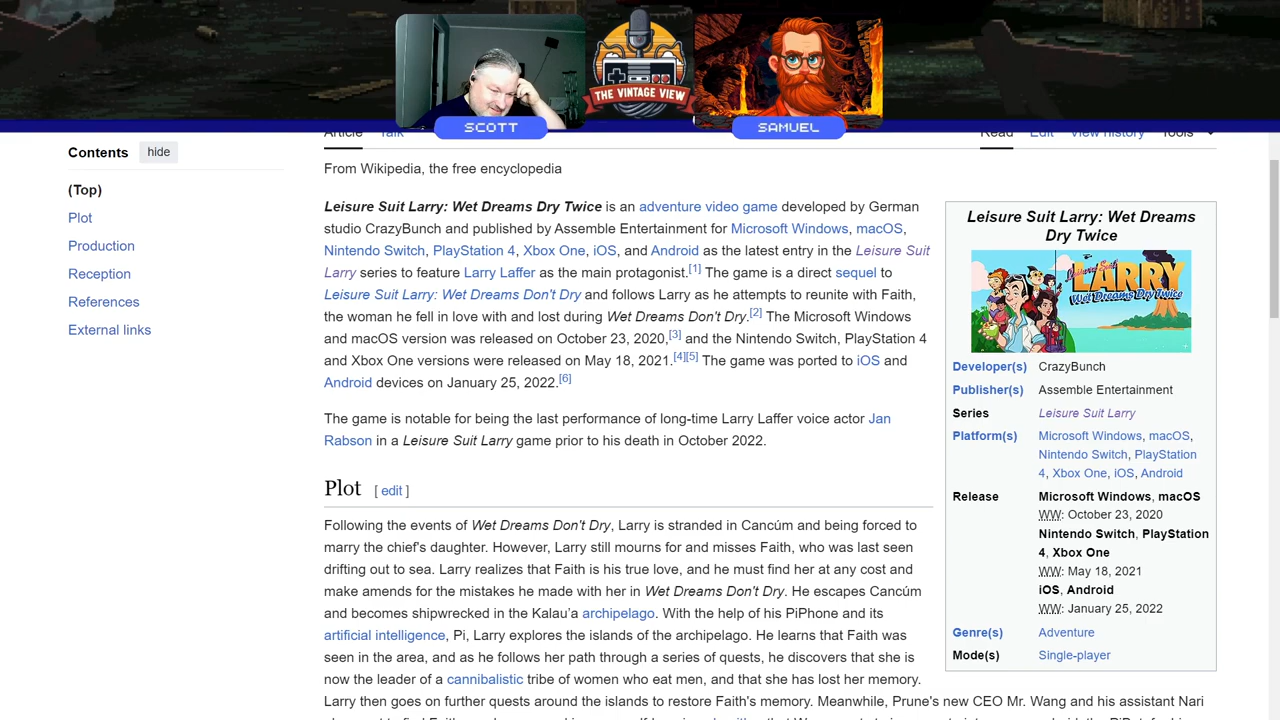 THE VINTAGE VIEW
SCOTT
SAMUEL
Article Talk Read Edit View history Tools
Contents hide
(Top)
Plot
Production
Reception
References
External links
From Wikipedia, the free encyclopedia
Leisure Suit Larry: Wet Dreams Dry Twice is an adventure video game developed by German
studio CrazyBunch and published by Assemble Entertainment for Microsoft Windows, macOS,
Nintendo Switch, PlayStation 4, Xbox One, iOS, and Android as the latest entry in the Leisure Suit
Larry series to feature Larry Laffer as the main protagonist.[1] The game is a direct sequel to
Leisure Suit Larry: Wet Dreams Don't Dry and follows Larry as he attempts to reunite with Faith,
the woman he fell in love with and lost during Wet Dreams Don't Dry.[2] The Microsoft Windows
and macOS version was released on October 23, 2020,[3] and the Nintendo Switch, PlayStation 4
and Xbox One versions were released on May 18, 2021.[4][5] The game was ported to iOS and
Android devices on January 25, 2022.[6]
The game is notable for being the last performance of long-time Larry Laffer voice actor Jan
Rabson in a Leisure Suit Larry game prior to his death in October 2022.
Plot [ edit ]
Following the events of Wet Dreams Don't Dry, Larry is stranded in Cancúm and being forced to
marry the chief's daughter. However, Larry still mourns for and misses Faith, who was last seen
drifting out to sea. Larry realizes that Faith is his true love, and he must find her at any cost and
make amends for the mistakes he made with her in Wet Dreams Don't Dry. He escapes Cancúm
and becomes shipwrecked in the Kalau'a archipelago. With the help of his PiPhone and its
artificial intelligence, Pi, Larry explores the islands of the archipelago. He learns that Faith was
seen in the area, and as he follows her path through a series of quests, he discovers that she is
now the leader of a cannibalistic tribe of women who eat men, and that she has lost her memory.
Larry then goes on further quests around the islands to restore Faith's memory. Meanwhile, Prune's new CEO Mr. Wang and his assistant Nari
Leisure Suit Larry: Wet Dreams
Dry Twice
Leisure Suit
LARRY
Wet Dreams Dry Twice
Developer(s) CrazyBunch
Publisher(s) Assemble Entertainment
Series Leisure Suit Larry
Platform(s) Microsoft Windows, macOS,
Nintendo Switch, PlayStation
4, Xbox One, iOS, Android
Release Microsoft Windows, macOS
WW: October 23, 2020
Nintendo Switch, PlayStation
4, Xbox One
WW: May 18, 2021
iOS, Android
WW: January 25, 2022
Genre(s) Adventure
Mode(s) Single-player